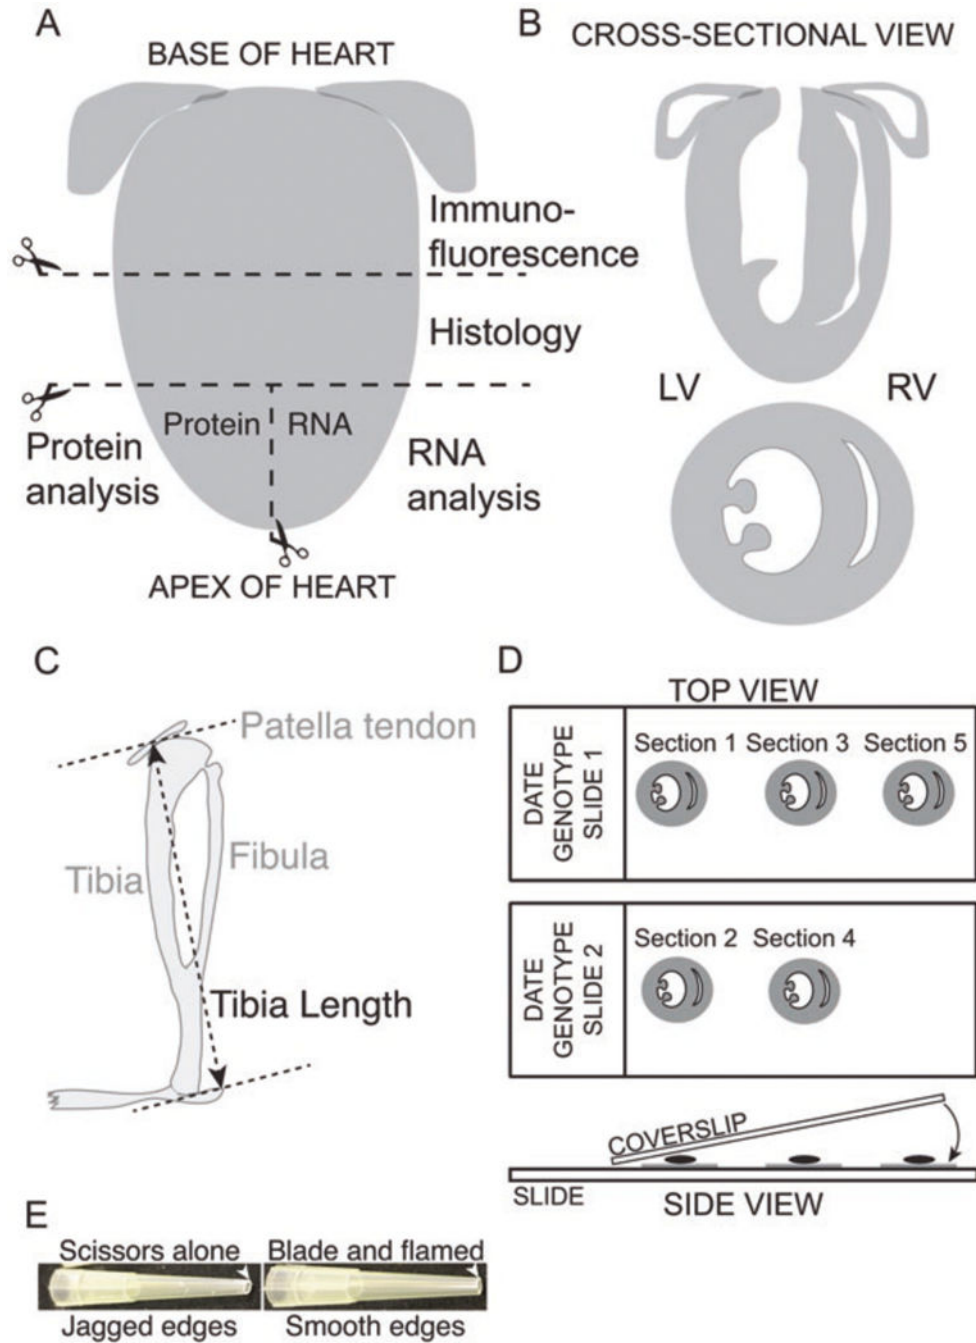 A
BASE OF HEART
Immuno-
fluorescence
Histology
Protein
RNA
Protein
analysis
RNA
analysis
APEX OF HEART
B
CROSS-SECTIONAL VIEW
LV
RV
C
Patella tendon
Tibia
Fibula
Tibia Length
D
TOP VIEW
DATE
GENOTYPE
SLIDE 1
Section 1
Section 3
Section 5
DATE
GENOTYPE
SLIDE 2
Section 2
Section 4
COVERSLIP
SLIDE
SIDE VIEW
E
Scissors alone
Blade and flamed
Jagged edges
Smooth edges